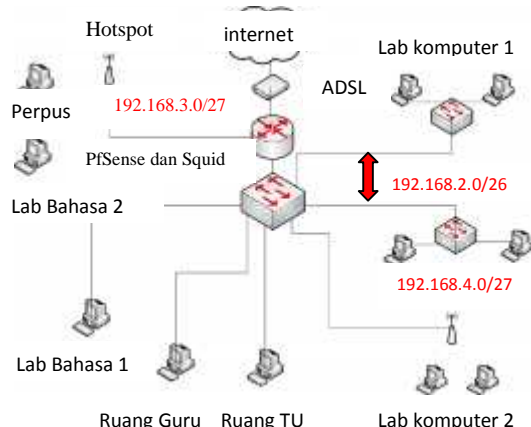 Hotspot
internet
Lab komputer 1
ADSL
Perpus
192.168.3.0/27
PfSense dan Squid
192.168.2.0/26
Lab Bahasa 2
192.168.4.0/27
Lab Bahasa 1
Ruang Guru
Ruang TU
Lab komputer 2